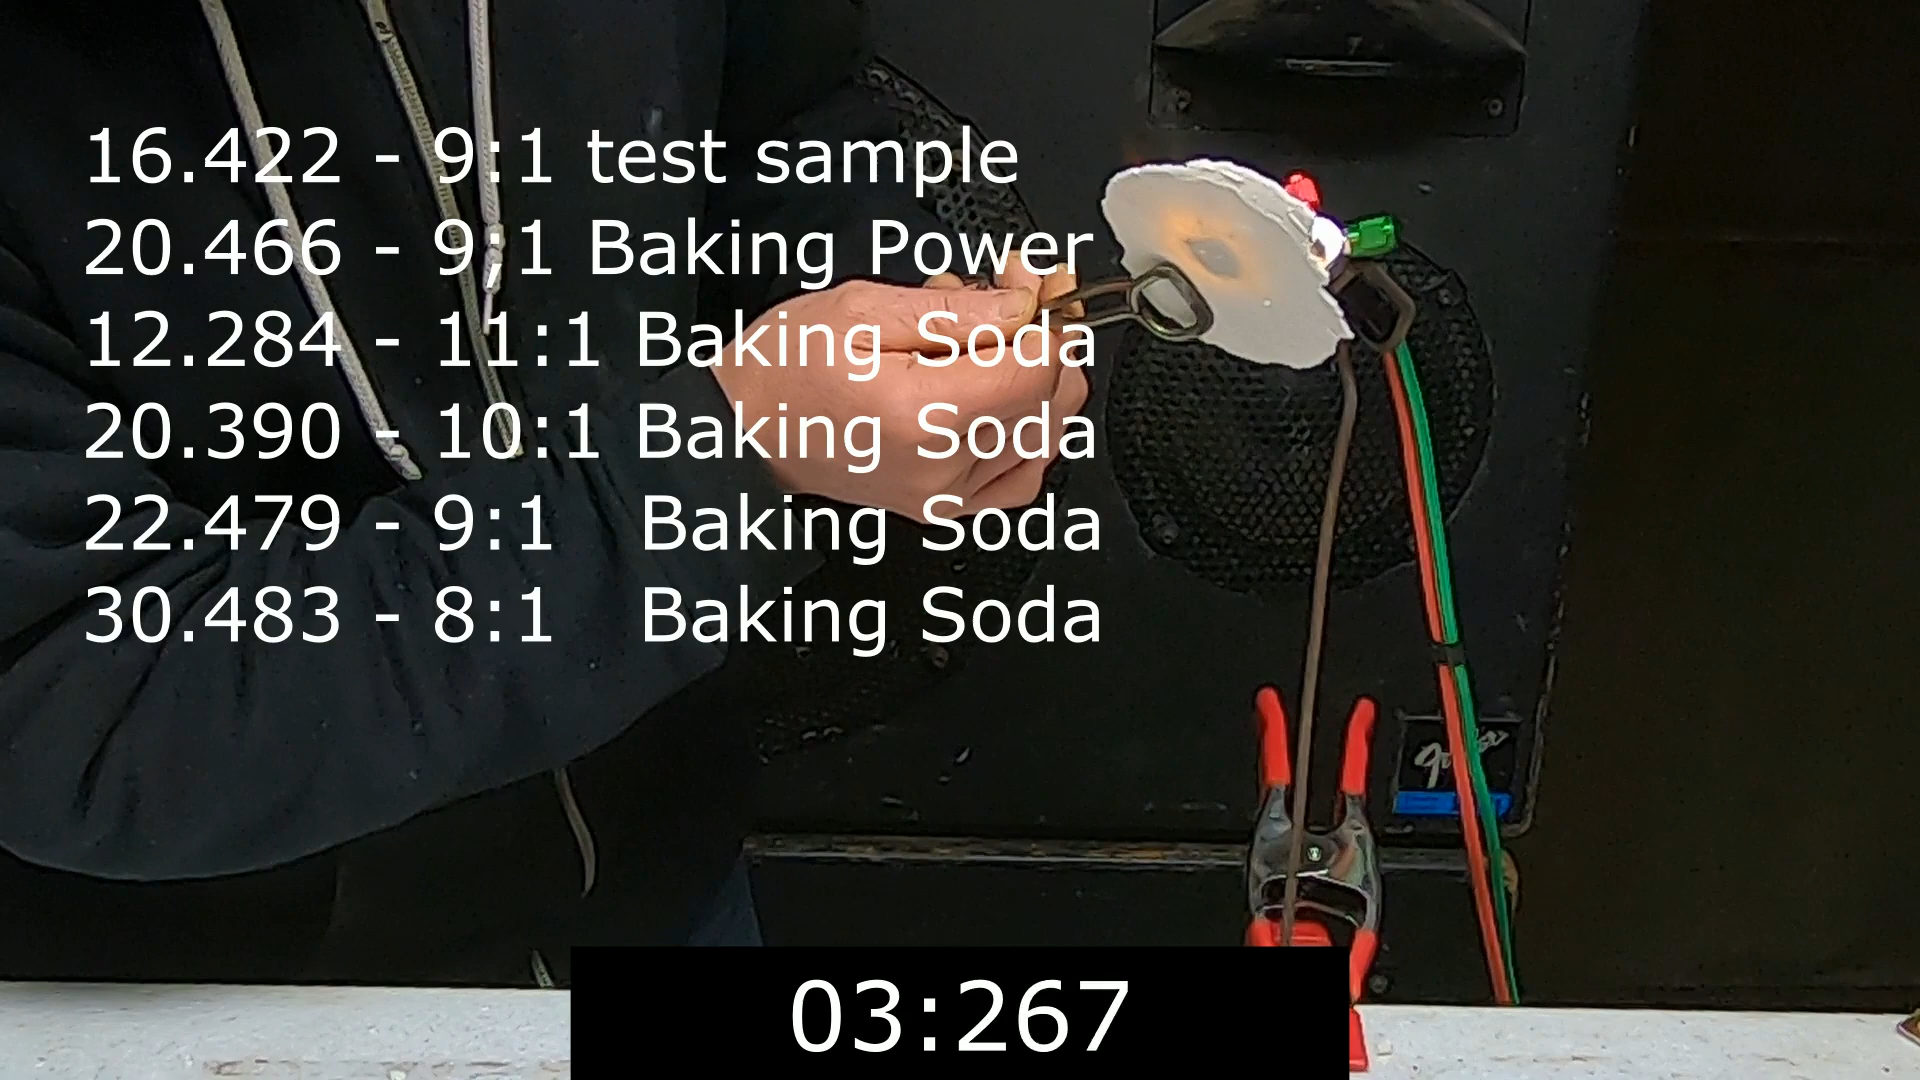 16.422 - 9:1 test sample
20.466 - 9;1 Baking Power
12.284 - 11:1 Baking Soda
20.390 - 10:1 Baking Soda
22.479 - 9:1 Baking Soda
30.483 - 8:1 Baking Soda
03:267